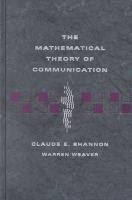 THE
MATHEMATICAL
THEORY OF
COMMUNICATION
CLAUDE E. SHANNON
WARREN WEAVER